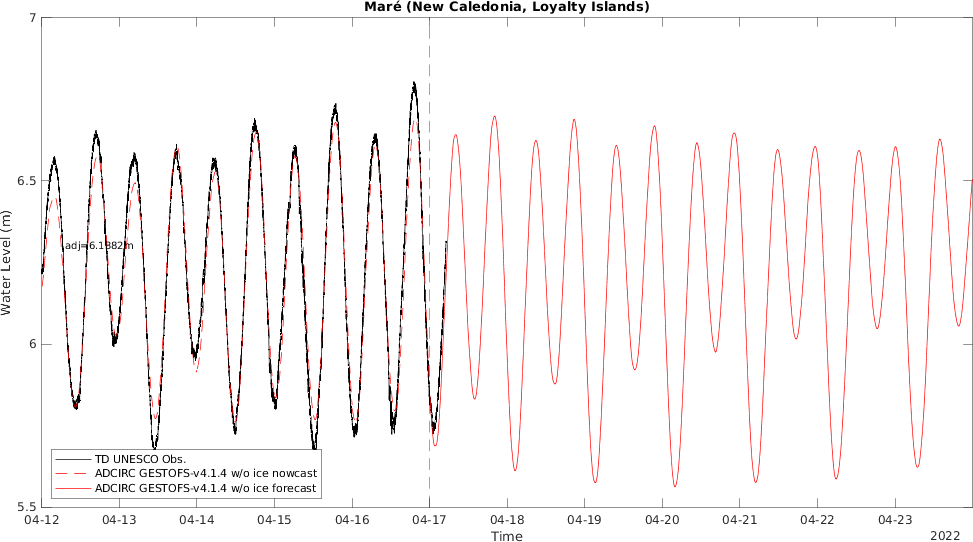 Maré (New Caledonia, Loyalty Islands)
7
6.5
6
5.5
Water Level (m)
adj=6.1382m
TD UNESCO Obs.
ADCIRC GESTOFS-v4.1.4 w/o ice nowcast
ADCIRC GESTOFS-v4.1.4 w/o ice forecast
04-12 04-13 04-14 04-15 04-16 04-17 04-18 04-19 04-20 04-21 04-22 04-23
Time
2022